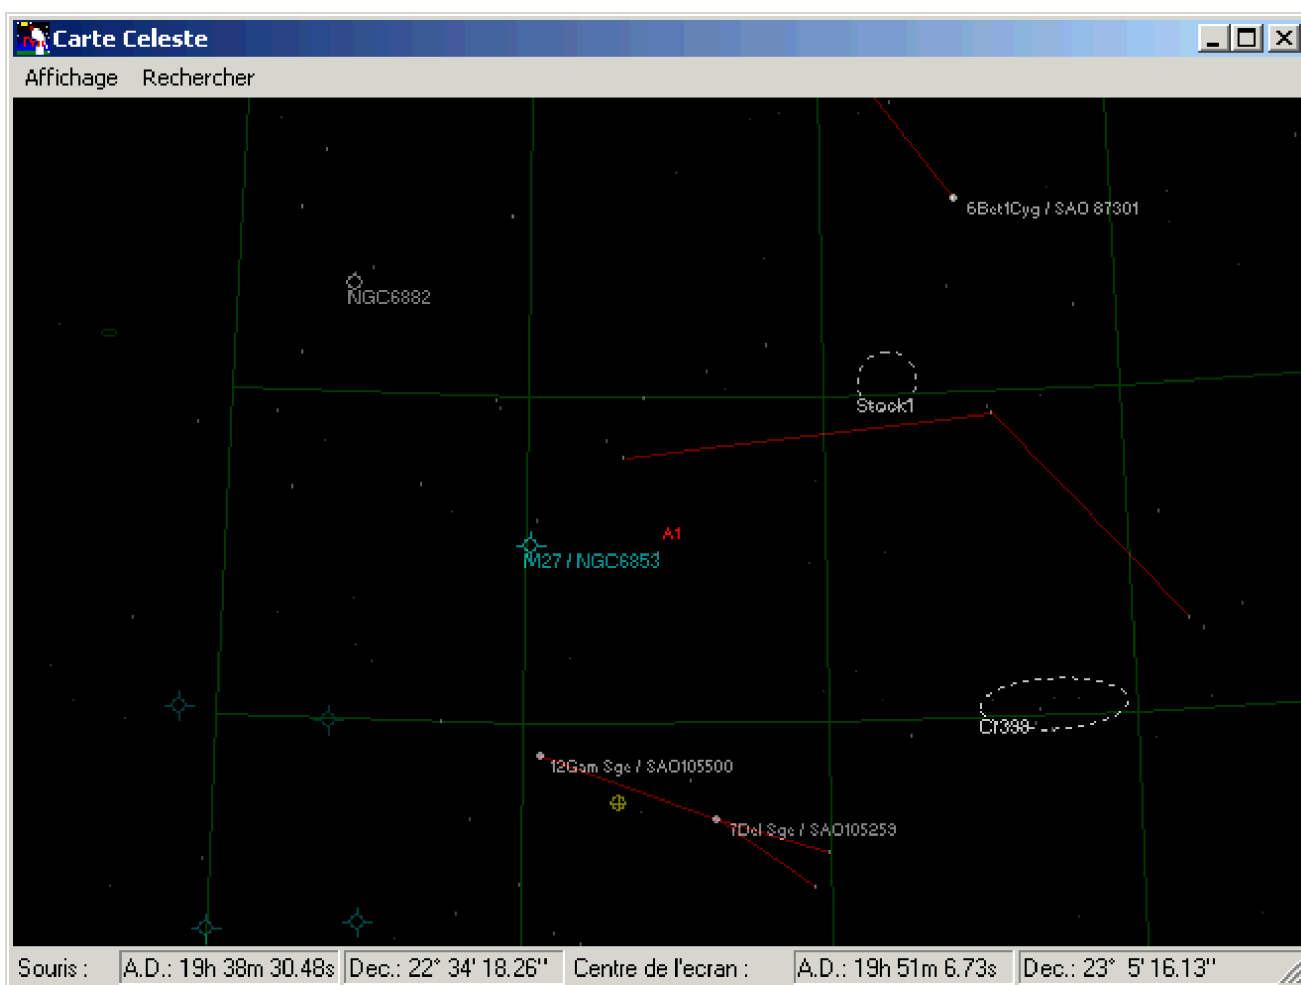 Carte Celeste
Affichage Rechercher
6Bet1Cyg / SAO 87301
NGC6882
Stock1
A1
M27 / NGC6853
Cr399
12Gam Sge / SAO105500
7Del Sge / SAO105259
Souris : A.D.: 19h 38m 30.48s Dec.: 22° 34' 18.26'' Centre de l'ecran : A.D.: 19h 51m 6.73s Dec.: 23° 5' 16.13''